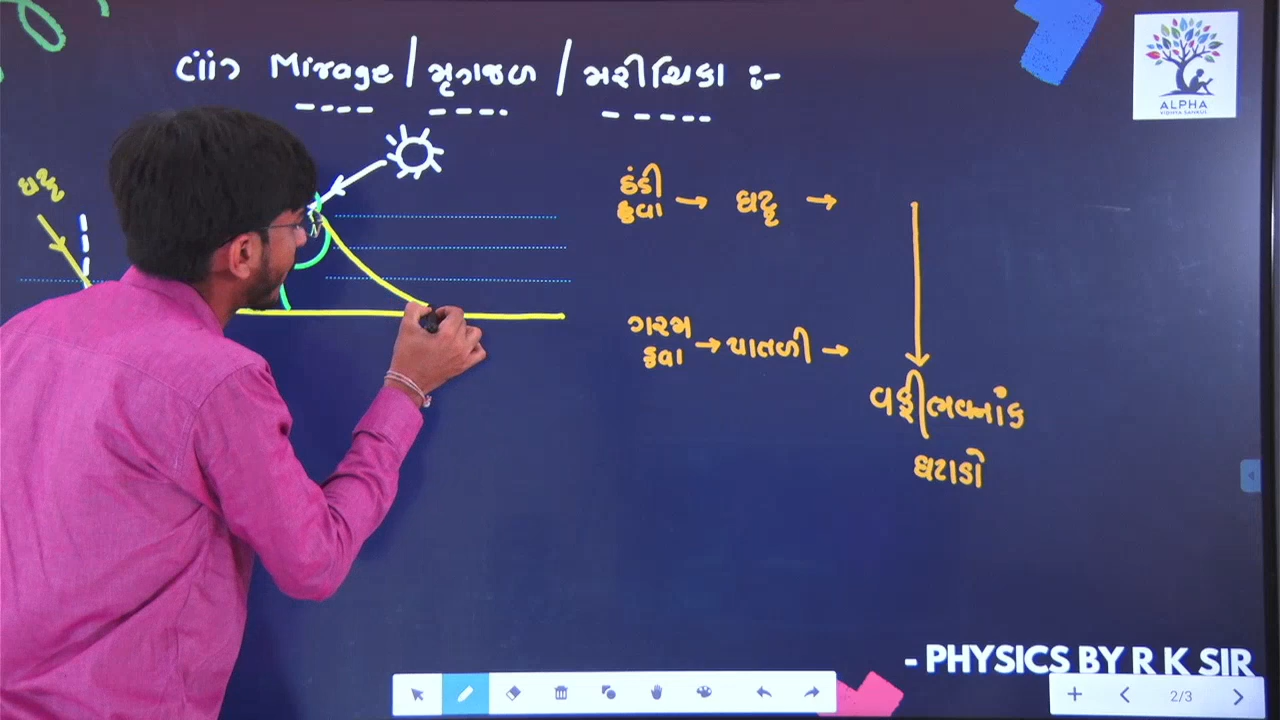 (ii) Mirage / મૃગજળ / મરીચિકા :-
ઘટ્ટ
ઠંડી
હવા → ઘટ્ટ →
ગરમ
હવા → પાતળી →
વક્રીભવનાંક
ઘટાડો
ALPHA
VIDHYA SANKUL
- PHYSICS BY R K SIR
2/3